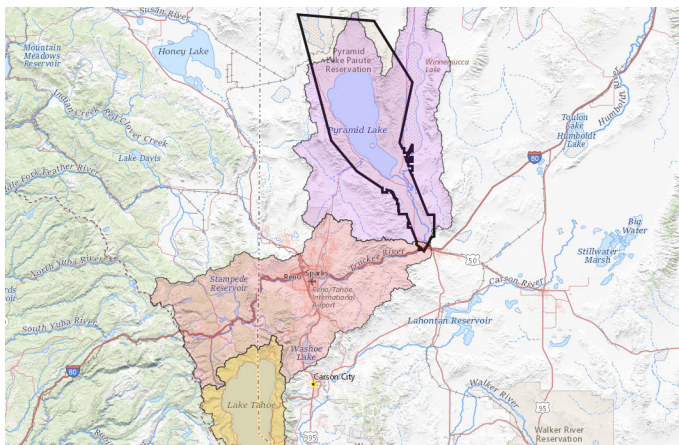 Susan River
Honey Lake
Mountain
Meadows
Reservoir
Indian Creek
Red Clover Creek
Lake Davis
Pyramid
Lake Paiute
Reservation
Winnemucca
Lake
Pyramid Lake
Humboldt River
Toulon
Lake
Humboldt
Lake
80
dle Fork Feather River
North Yuba River
Stampede
Reservoir
Reno
Sparks
Truckee River
Reno/Tahoe
International
Airport
50
Carson River
Big
Water
Stillwater
Marsh
rds
South Yuba River
Lahontan Reservoir
Washoe
Lake
80
Carson City
Lake Tahoe
Walker River
95
395
Walker River
Reservation